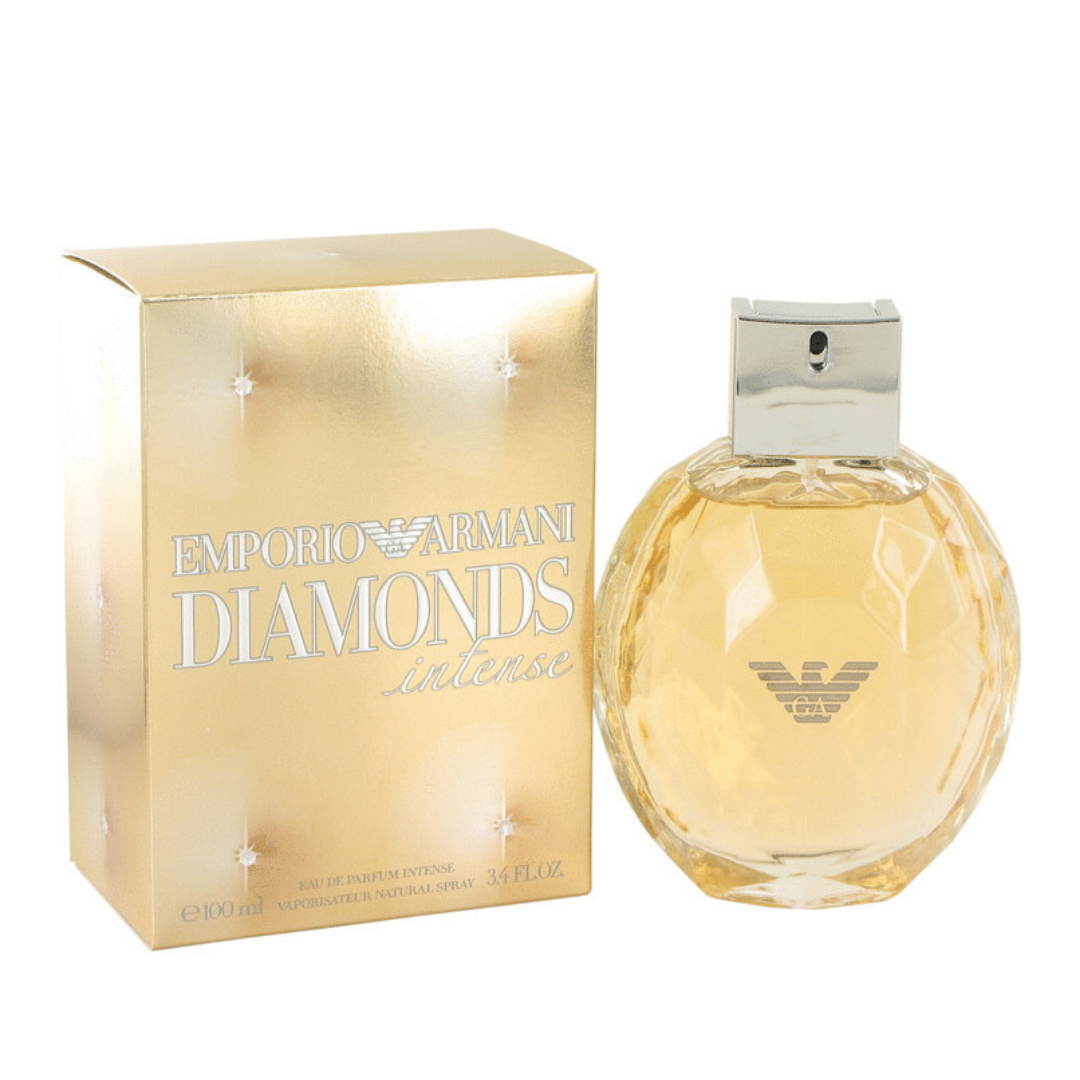 EMPORIO ARMANI
DIAMONDS
intense
EAU DE PARFUM INTENSE
℮100 ml VAPORISATEUR NATURAL SPRAY 3.4 FL.OZ.
GA